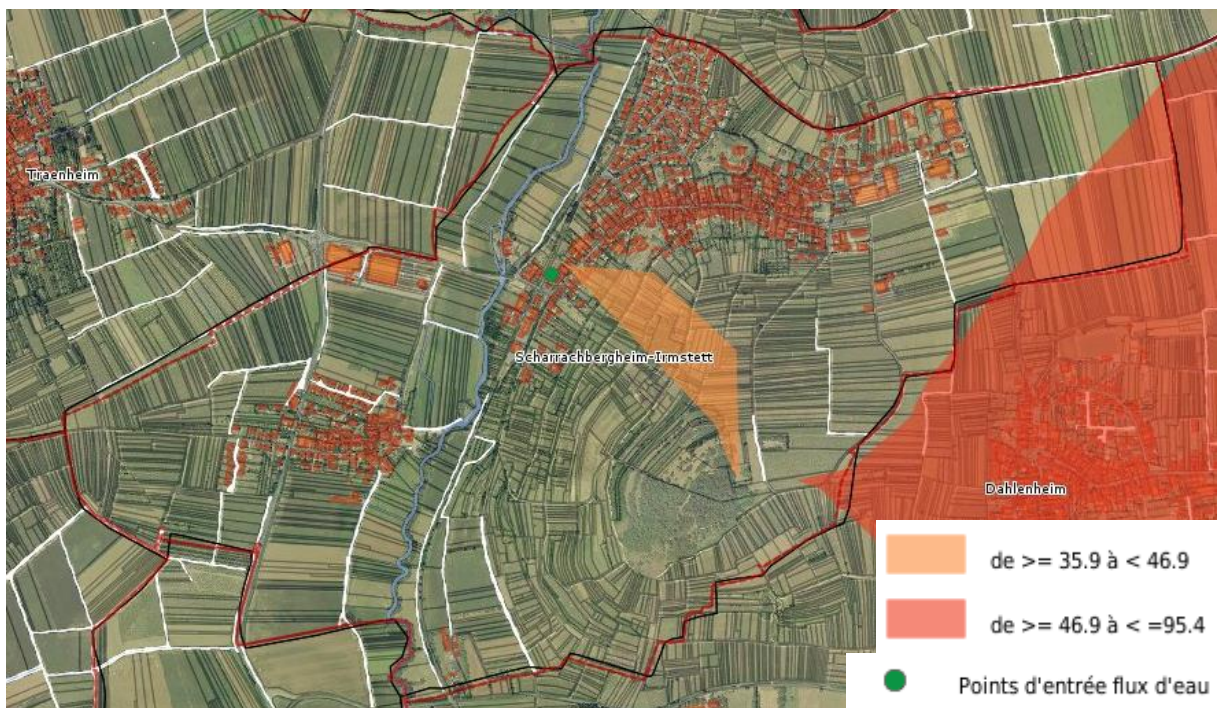 Traenheim
Scharrachbergheim-Irmstett
Dahlenheim
de >= 35.9 à < 46.9
de >= 46.9 à < =95.4
Points d'entrée flux d'eau